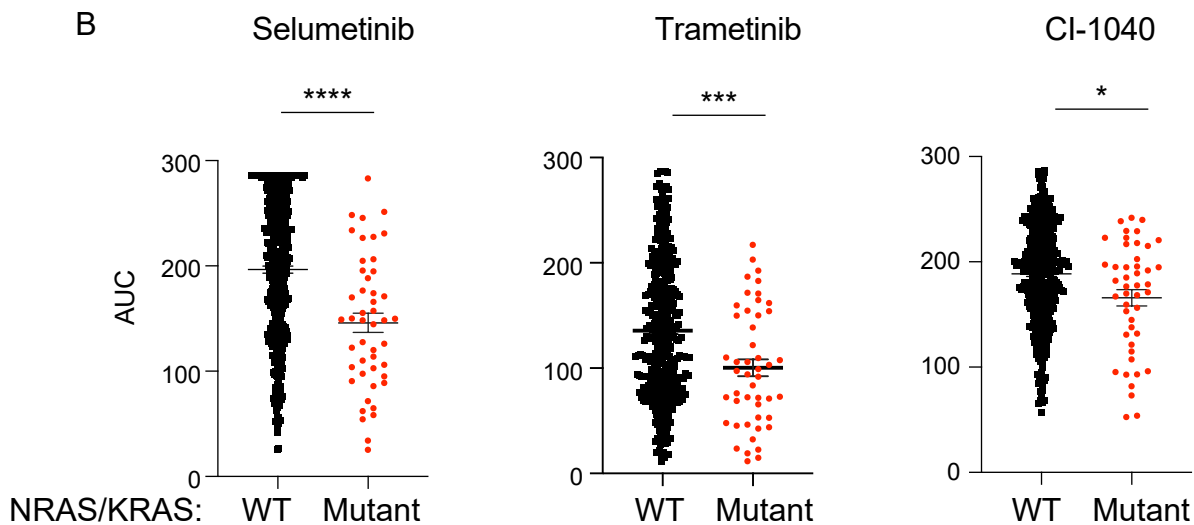 B
Selumetinib
Trametinib
CI-1040
****
***
*
AUC
300
200
100
0
300
200
100
0
300
200
100
0
NRAS/KRAS: WT Mutant WT Mutant WT Mutant